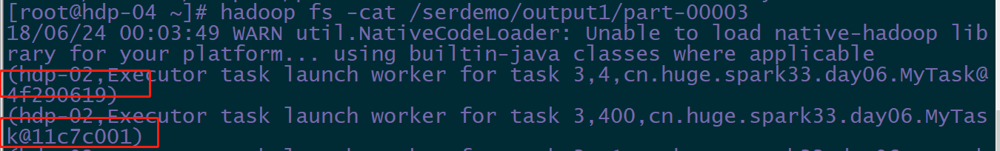 [root@hdp-04 ~]# hadoop fs -cat /serdemo/output1/part-00003
18/06/24 00:03:49 WARN util.NativeCodeLoader: Unable to load native-hadoop lib
rary for your platform... using builtin-java classes where applicable
(hdp-02,Executor task launch worker for task 3,4,cn.huge.spark33.day06.MyTask@
4f290619)
(hdp-02,Executor task launch worker for task 3,400,cn.huge.spark33.day06.MyTas
k@11c7c001)